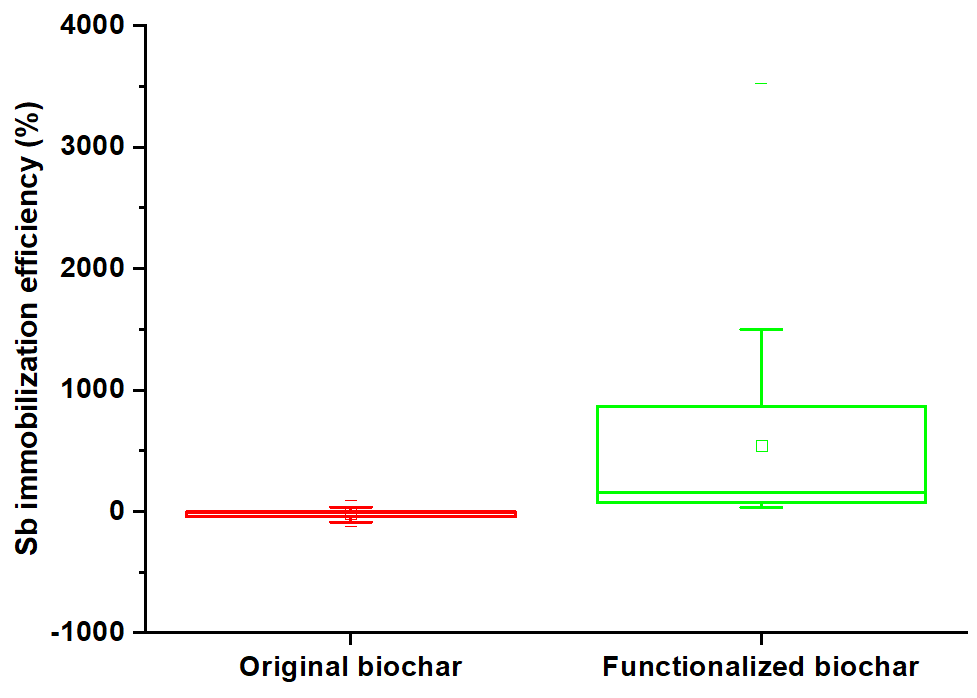 Sb immobilization efficiency (%)
4000
3000
2000
1000
0
-1000
Original biochar
Functionalized biochar